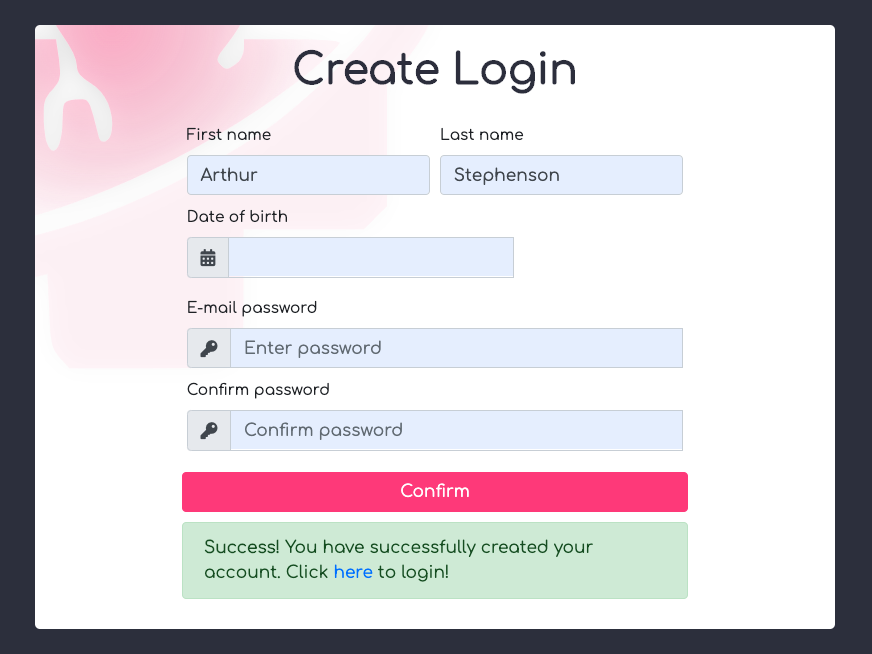 Create Login
First name Last name
Arthur Stephenson
Date of birth
E-mail password
Enter password
Confirm password
Confirm password
Confirm
Success! You have successfully created your
account. Click here to login!